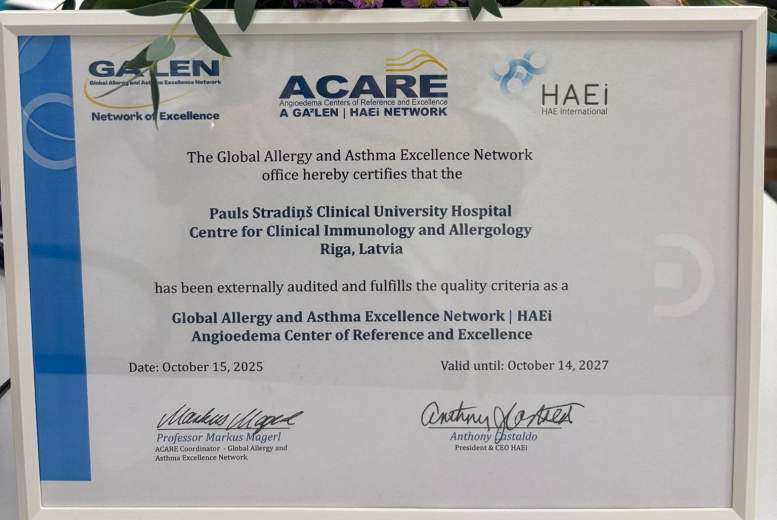 GA²LEN
Global Allergy and Asthma Excellence Network
Network of Excellence
ACARE
Angioedema Centers of Reference and Excellence
A GA²LEN | HAEi NETWORK
HAEi
HAE International
The Global Allergy and Asthma Excellence Network
office hereby certifies that the
Pauls Stradiņš Clinical University Hospital
Centre for Clinical Immunology and Allergology
Riga, Latvia
has been externally audited and fulfills the quality criteria as a
Global Allergy and Asthma Excellence Network | HAEi
Angioedema Center of Reference and Excellence
Date: October 15, 2025
Valid until: October 14, 2027
Markus Magerl
Professor Markus Magerl
ACARE Coordinator - Global Allergy and
Asthma Excellence Network
Anthony J Castaldo
Anthony Castaldo
President & CEO HAEi